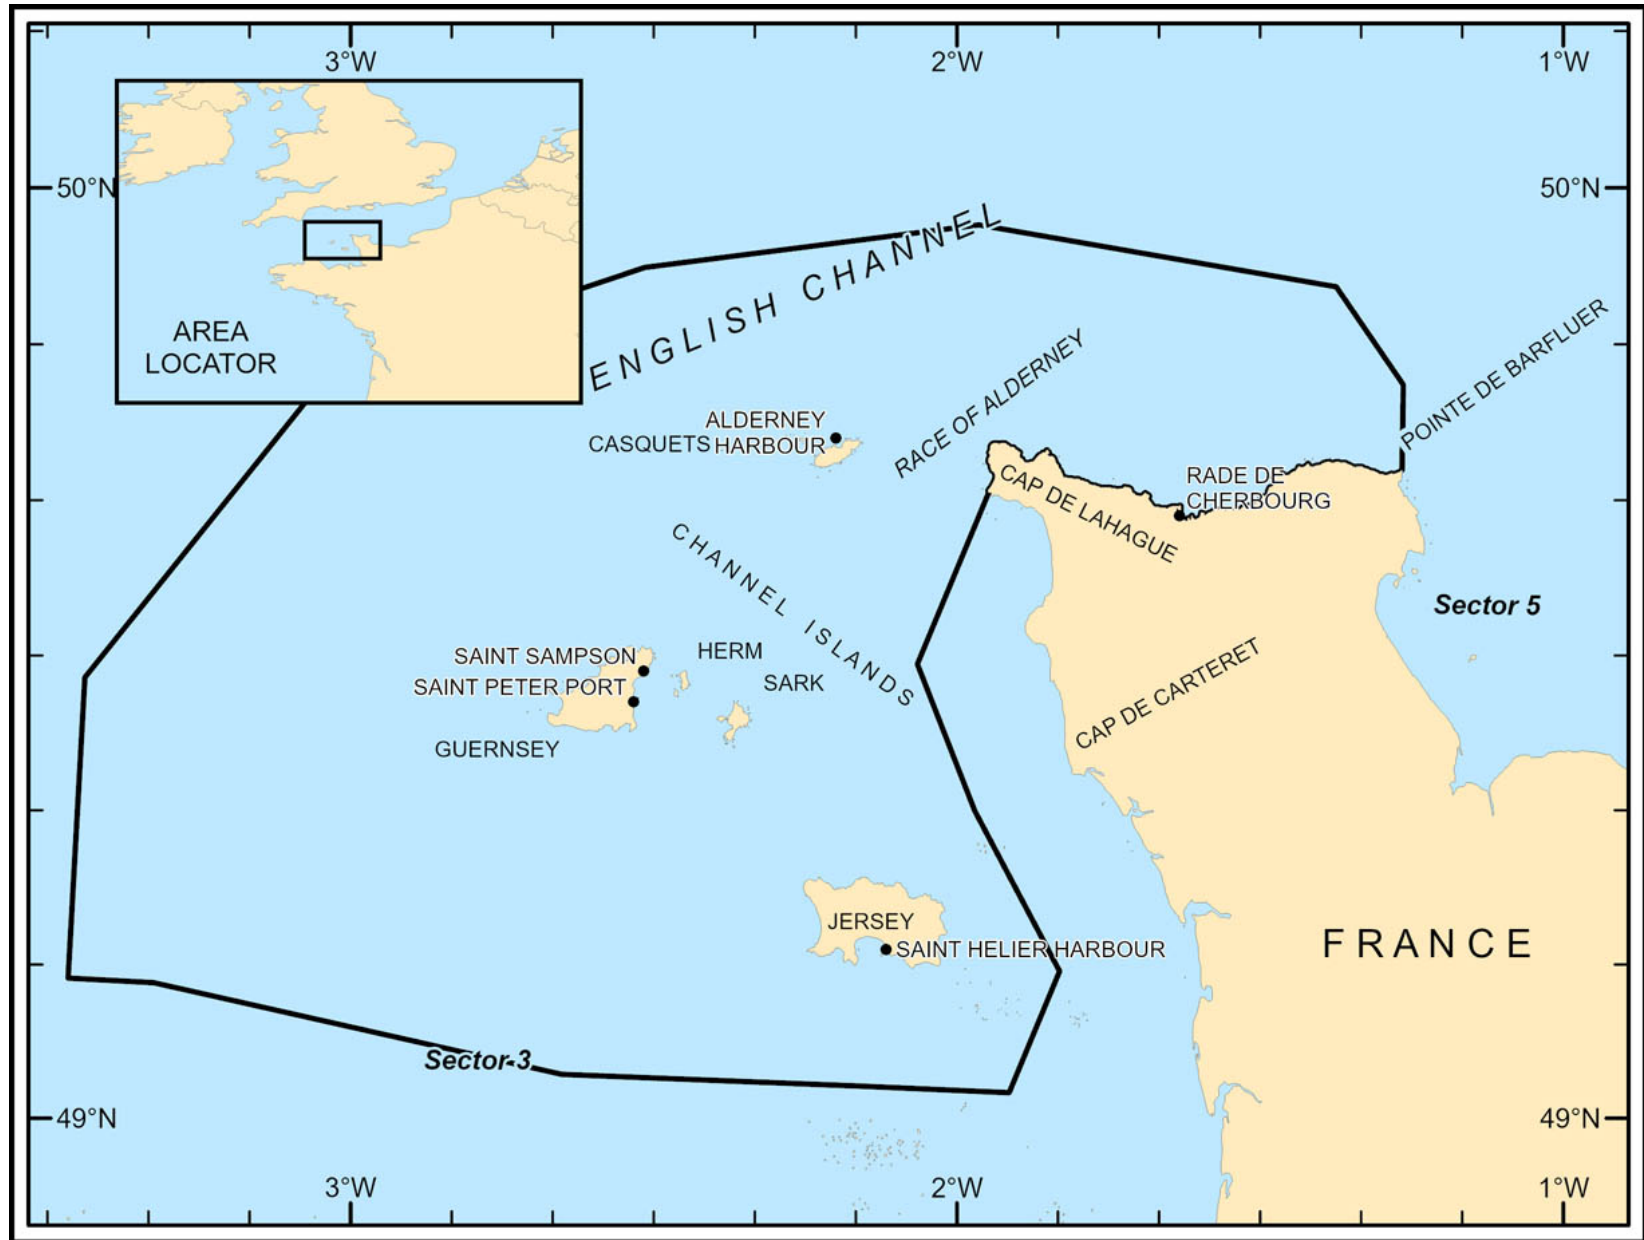 3°W
2°W
1°W
50°N
50°N
AREA
LOCATOR
ENGLISH CHANNEL
RACE OF ALDERNEY
POINTE DE BARFLUER
ALDERNEY
HARBOUR
CASQUETS
RADE DE
CHERBOURG
CAP DE LAHAGUE
CHANNEL ISLANDS
Sector 5
SAINT SAMPSON
HERM
SAINT PETER PORT
SARK
CAP DE CARTERET
GUERNSEY
JERSEY
SAINT HELIER HARBOUR
FRANCE
Sector 3
49°N
49°N
3°W
2°W
1°W